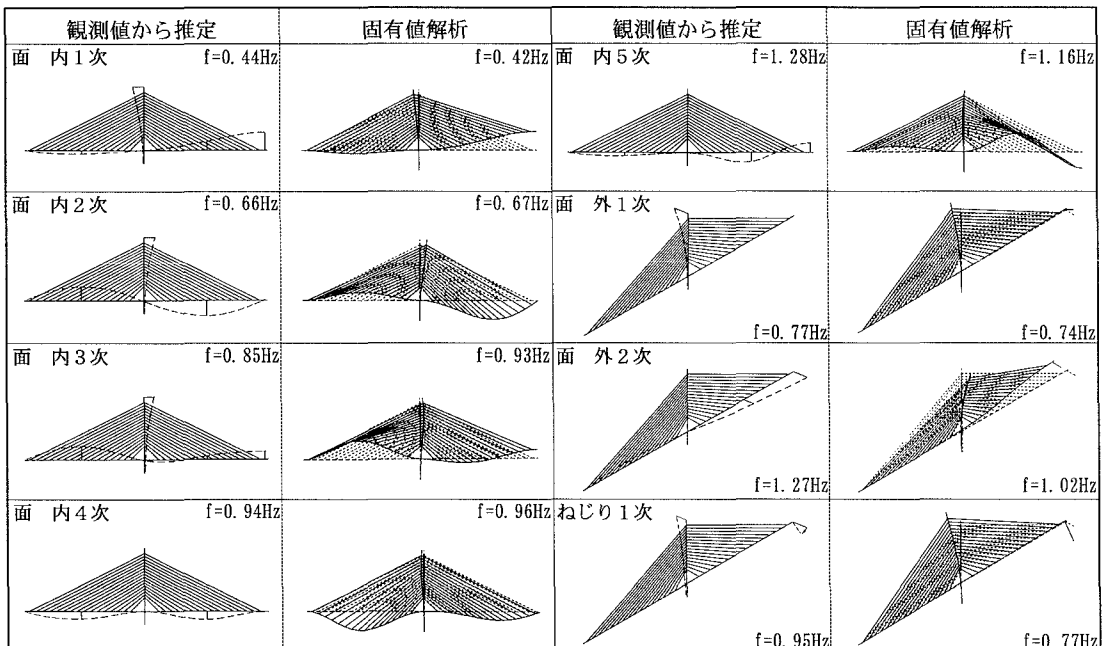 観測値から推定 固有値解析 観測値から推定 固有値解析
面 内1次 f=0.44Hz f=0.42Hz
面 内5次 f=1.28Hz f=1.16Hz
面 内2次 f=0.66Hz f=0.67Hz
面 外1次 f=0.77Hz f=0.74Hz
面 内3次 f=0.85Hz f=0.93Hz
面 外2次 f=1.27Hz f=1.02Hz
面 内4次 f=0.94Hz f=0.96Hz
ねじり1次 f=0.95Hz f=0.77Hz